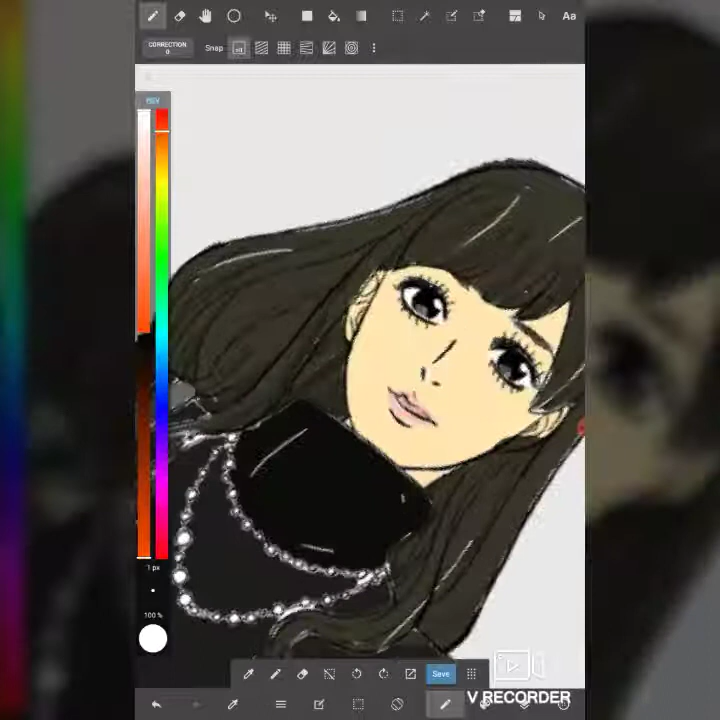 Aa
CORRECTION
0
Snap
HSV
1 px
100 %
Save
V RECORDER